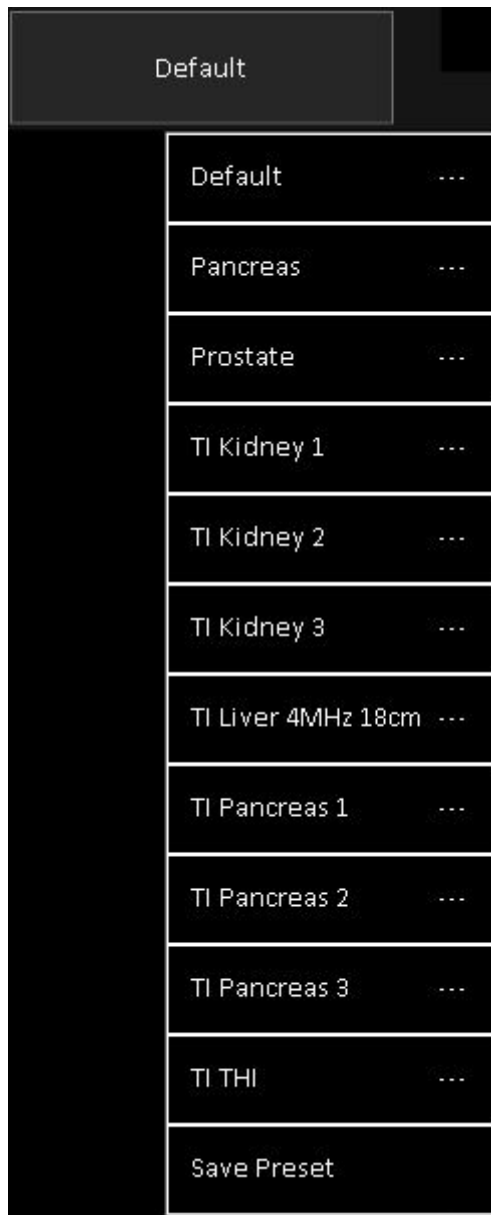 Default
Default ---
Pancreas ---
Prostate ---
TI Kidney 1 ---
TI Kidney 2 ---
TI Kidney 3 ---
TI Liver 4MHz 18cm ---
TI Pancreas 1 ---
TI Pancreas 2 ---
TI Pancreas 3 ---
TI THI ---
Save Preset